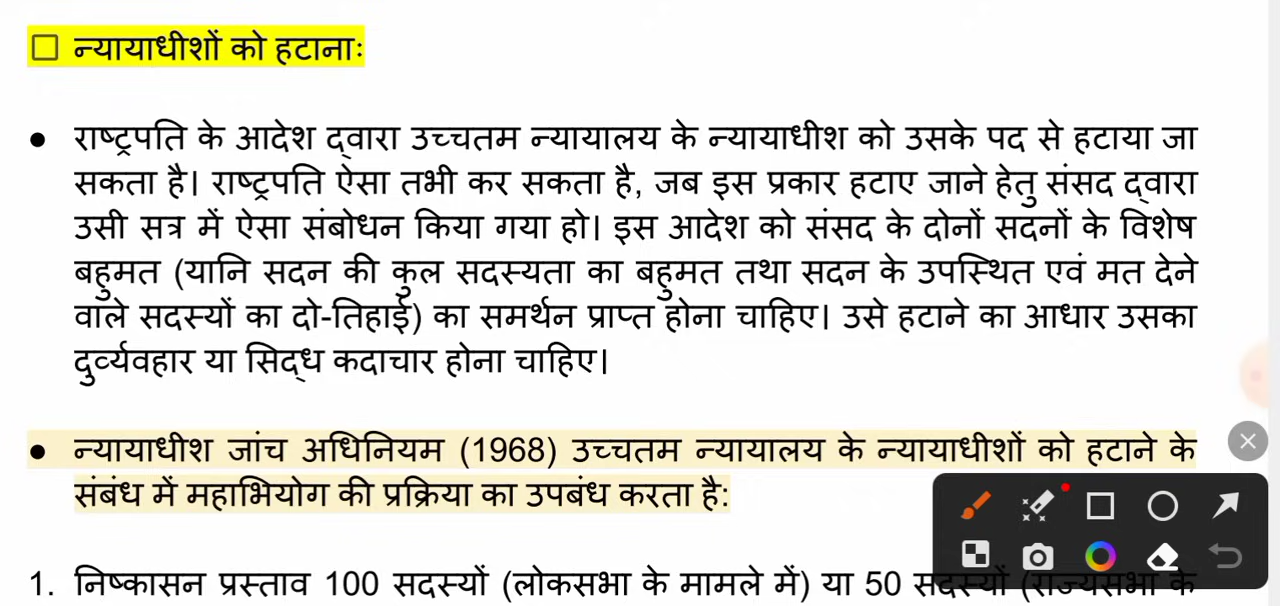 ☐ न्यायाधीशों को हटानाः
● राष्ट्रपति के आदेश द्वारा उच्चतम न्यायालय के न्यायाधीश को उसके पद से हटाया जा
सकता है। राष्ट्रपति ऐसा तभी कर सकता है, जब इस प्रकार हटाए जाने हेतु संसद द्वारा
उसी सत्र में ऐसा संबोधन किया गया हो। इस आदेश को संसद के दोनों सदनों के विशेष
बहुमत (यानि सदन की कुल सदस्यता का बहुमत तथा सदन के उपस्थित एवं मत देने
वाले सदस्यों का दो-तिहाई) का समर्थन प्राप्त होना चाहिए। उसे हटाने का आधार उसका
दुर्व्यवहार या सिद्ध कदाचार होना चाहिए।
● न्यायाधीश जांच अधिनियम (1968) उच्चतम न्यायालय के न्यायाधीशों को हटाने के
संबंध में महाभियोग की प्रक्रिया का उपबंध करता है:
1. निष्कासन प्रस्ताव 100 सदस्यों (लोकसभा के मामले में) या 50 सदस्यों (राज्यसभा के